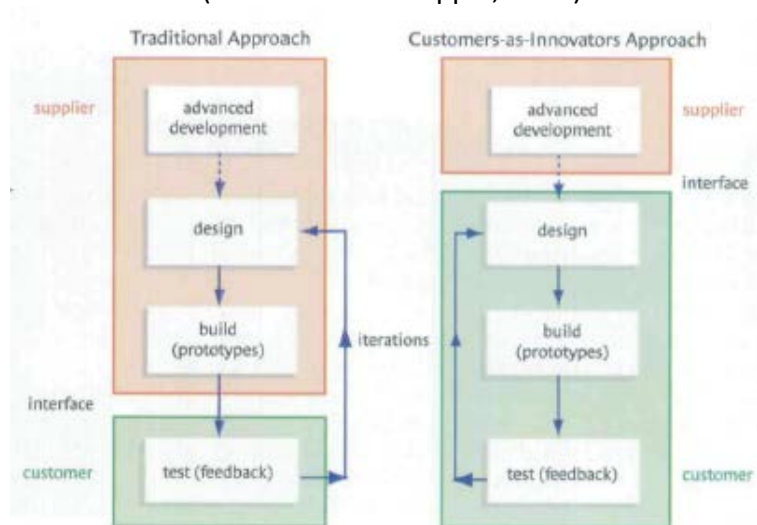 Traditional Approach
Customers-as-Innovators Approach
supplier
advanced
development
design
build
(prototypes)
iterations
interface
customer
test (feedback)
advanced
development
supplier
interface
design
build
(prototypes)
test (feedback)
customer